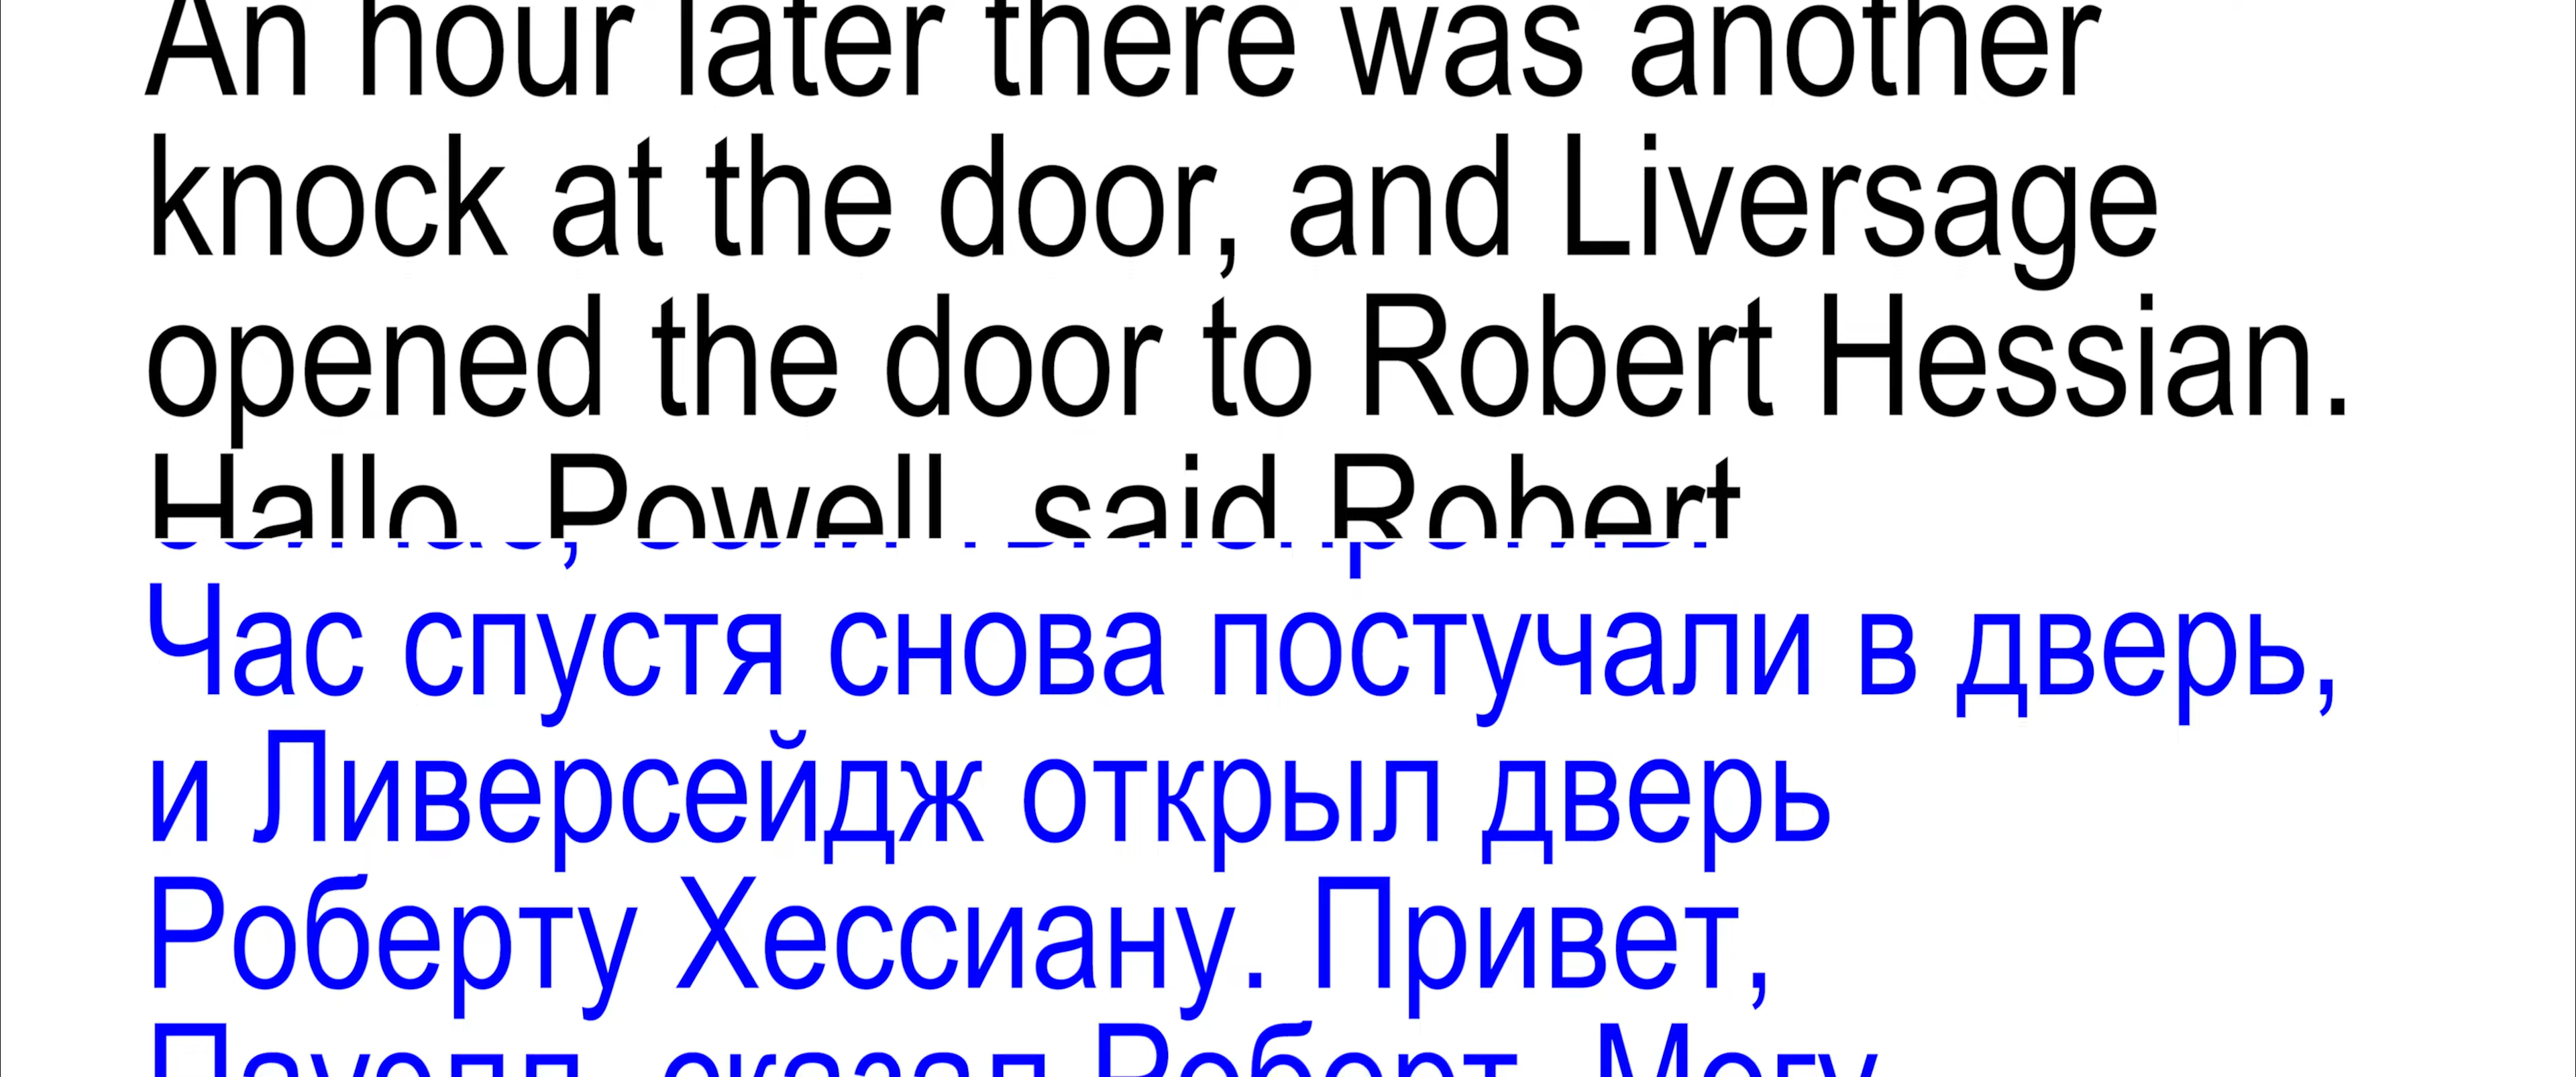 An hour later there was another
knock at the door, and Liversage
opened the door to Robert Hessian.
Hallo, Powell, said Robert
Час спустя снова постучали в дверь,
и Ливерсейдж открыл дверь
Роберту Хессиану. Привет,
Пауэлл, сказал Роберт. Могу